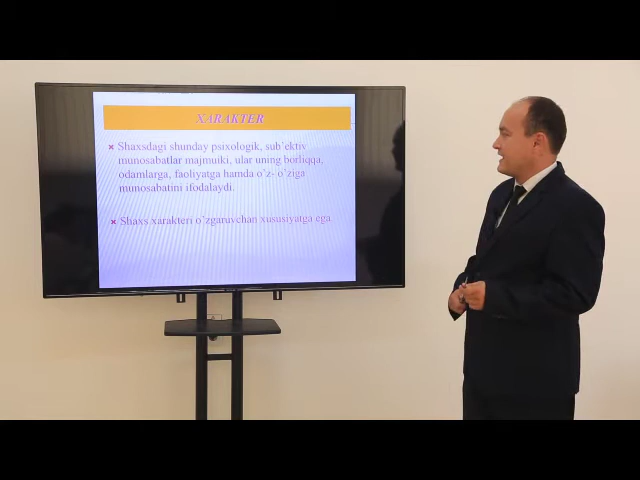 XARAKTER
Shaxsdagi shunday psixologik, sub'ektiv
munosabatlar majmuiki, ular uning borliqqa,
odamlarga, faoliyatga hamda o'z- o'ziga
munosabatini ifodalaydi.
Shaxs xarakteri o'zgaruvchan xususiyatga ega.